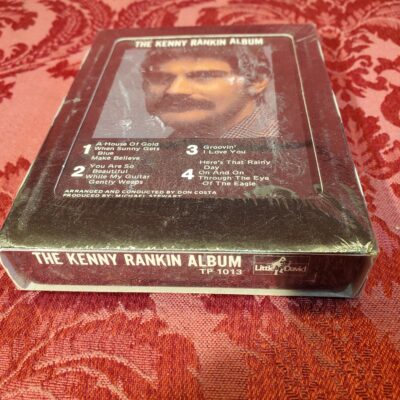 THE KENNY RANKIN ALBUM
1 A House Of Gold
When Sunny Gets
Blue
Make Believe
2 You Are So
Beautiful
While My Guitar
Gently Weeps
3 Groovin'
I Love You
Here's That Rainy
Day
4 On And On
Through The Eye
Of The Eagle
ARRANGED AND CONDUCTED BY DON COSTA
PRODUCED BY: MICHAEL STEWART
THE KENNY RANKIN ALBUM
TP 1013
Little David